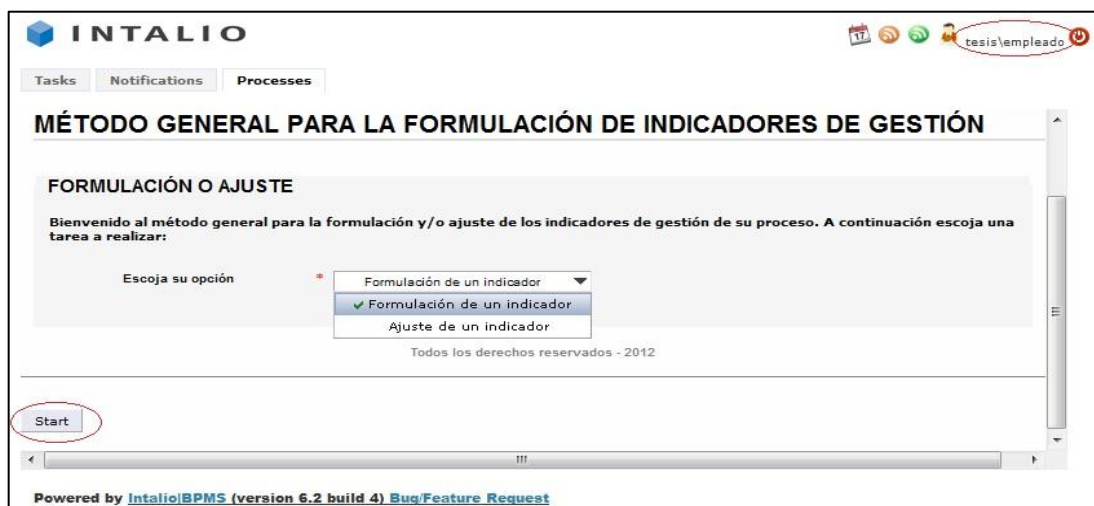 INTALIO
17
tesis\empleado
Tasks Notifications Processes
MÉTODO GENERAL PARA LA FORMULACIÓN DE INDICADORES DE GESTIÓN
FORMULACIÓN O AJUSTE
Bienvenido al método general para la formulación y/o ajuste de los indicadores de gestión de su proceso. A continuación escoja una
tarea a realizar:
Escoja su opción * Formulación de un indicador
Formulación de un indicador
Ajuste de un indicador
Todos los derechos reservados - 2012
Start
Powered by Intalio|BPMS (version 6.2 build 4) Bug/Feature Request